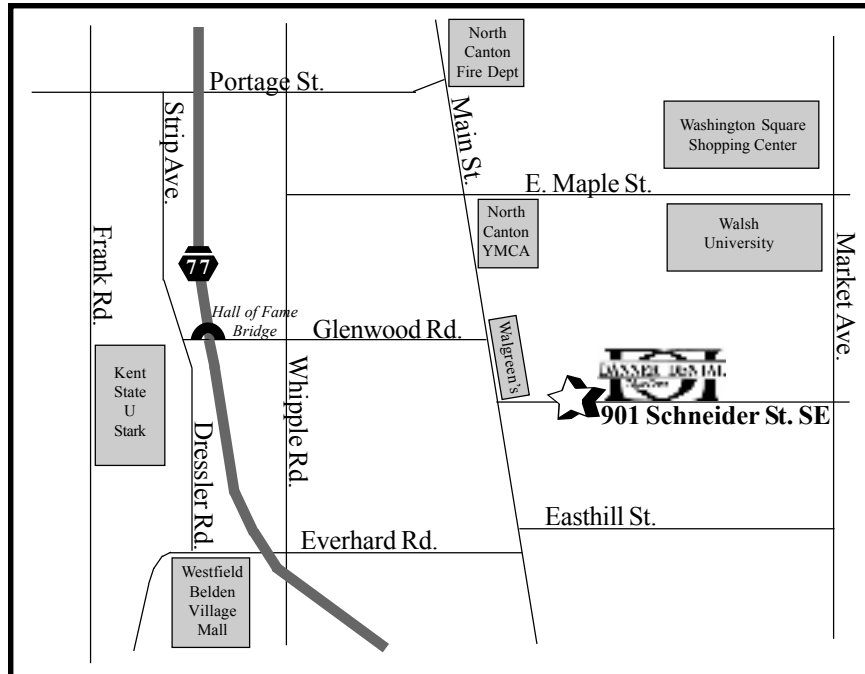 North
Canton
Fire Dept
Portage St.
Strip Ave.
Main St.
Washington Square
Shopping Center
E. Maple St.
North
Canton
YMCA
Walsh
University
Frank Rd.
Market Ave.
77
Hall of Fame
Bridge
Glenwood Rd.
Walgreen's
Kent
State
U
Stark
Whipple Rd.
DANNER DENTAL
901 Schneider St. SE
Dressler Rd.
Easthill St.
Everhard Rd.
Westfield
Belden
Village
Mall